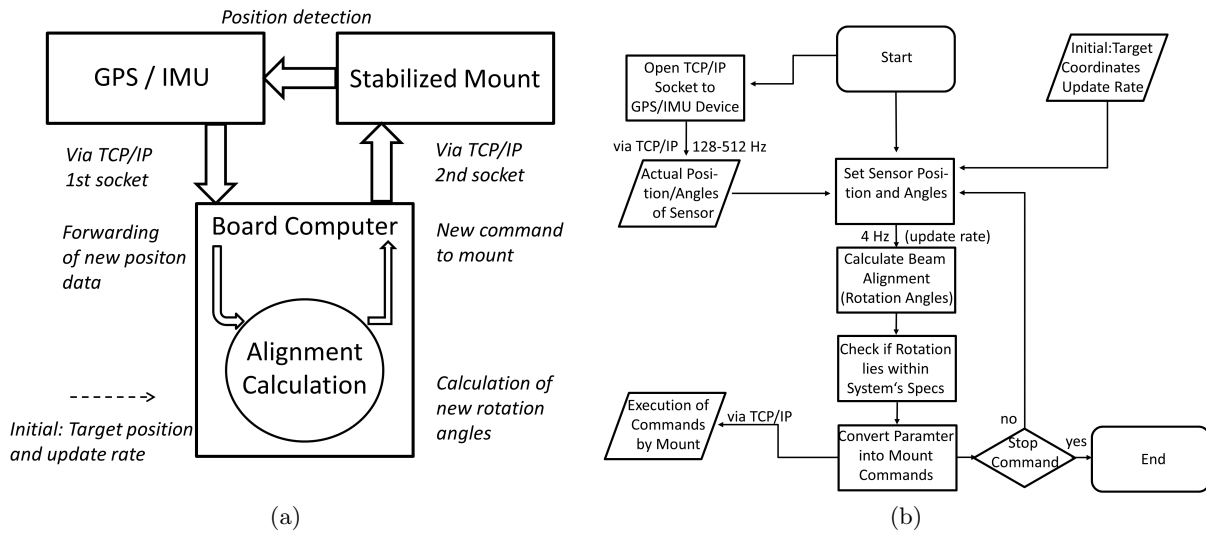 Position detection
GPS / IMU
Stabilized Mount
Via TCP/IP
1st socket
Via TCP/IP
2nd socket
Forwarding
of new positon
data
Board Computer
New command
to mount
Alignment
Calculation
Calculation of
new rotation
angles
Initial: Target position
and update rate
(a)
Start
Initial:Target
Coordinates
Update Rate
Open TCP/IP
Socket to
GPS/IMU Device
via TCP/IP
128-512 Hz
Actual Posi-
tion/Angles
of Sensor
Set Sensor Posi-
tion and Angles
4 Hz (update rate)
Calculate Beam
Alignment
(Rotation Angles)
Check if Rotation
lies within
System's Specs
Execution of
Commands
by Mount
via TCP/IP
Convert Paramter
into Mount
Commands
no
Stop
Command
yes
End
(b)